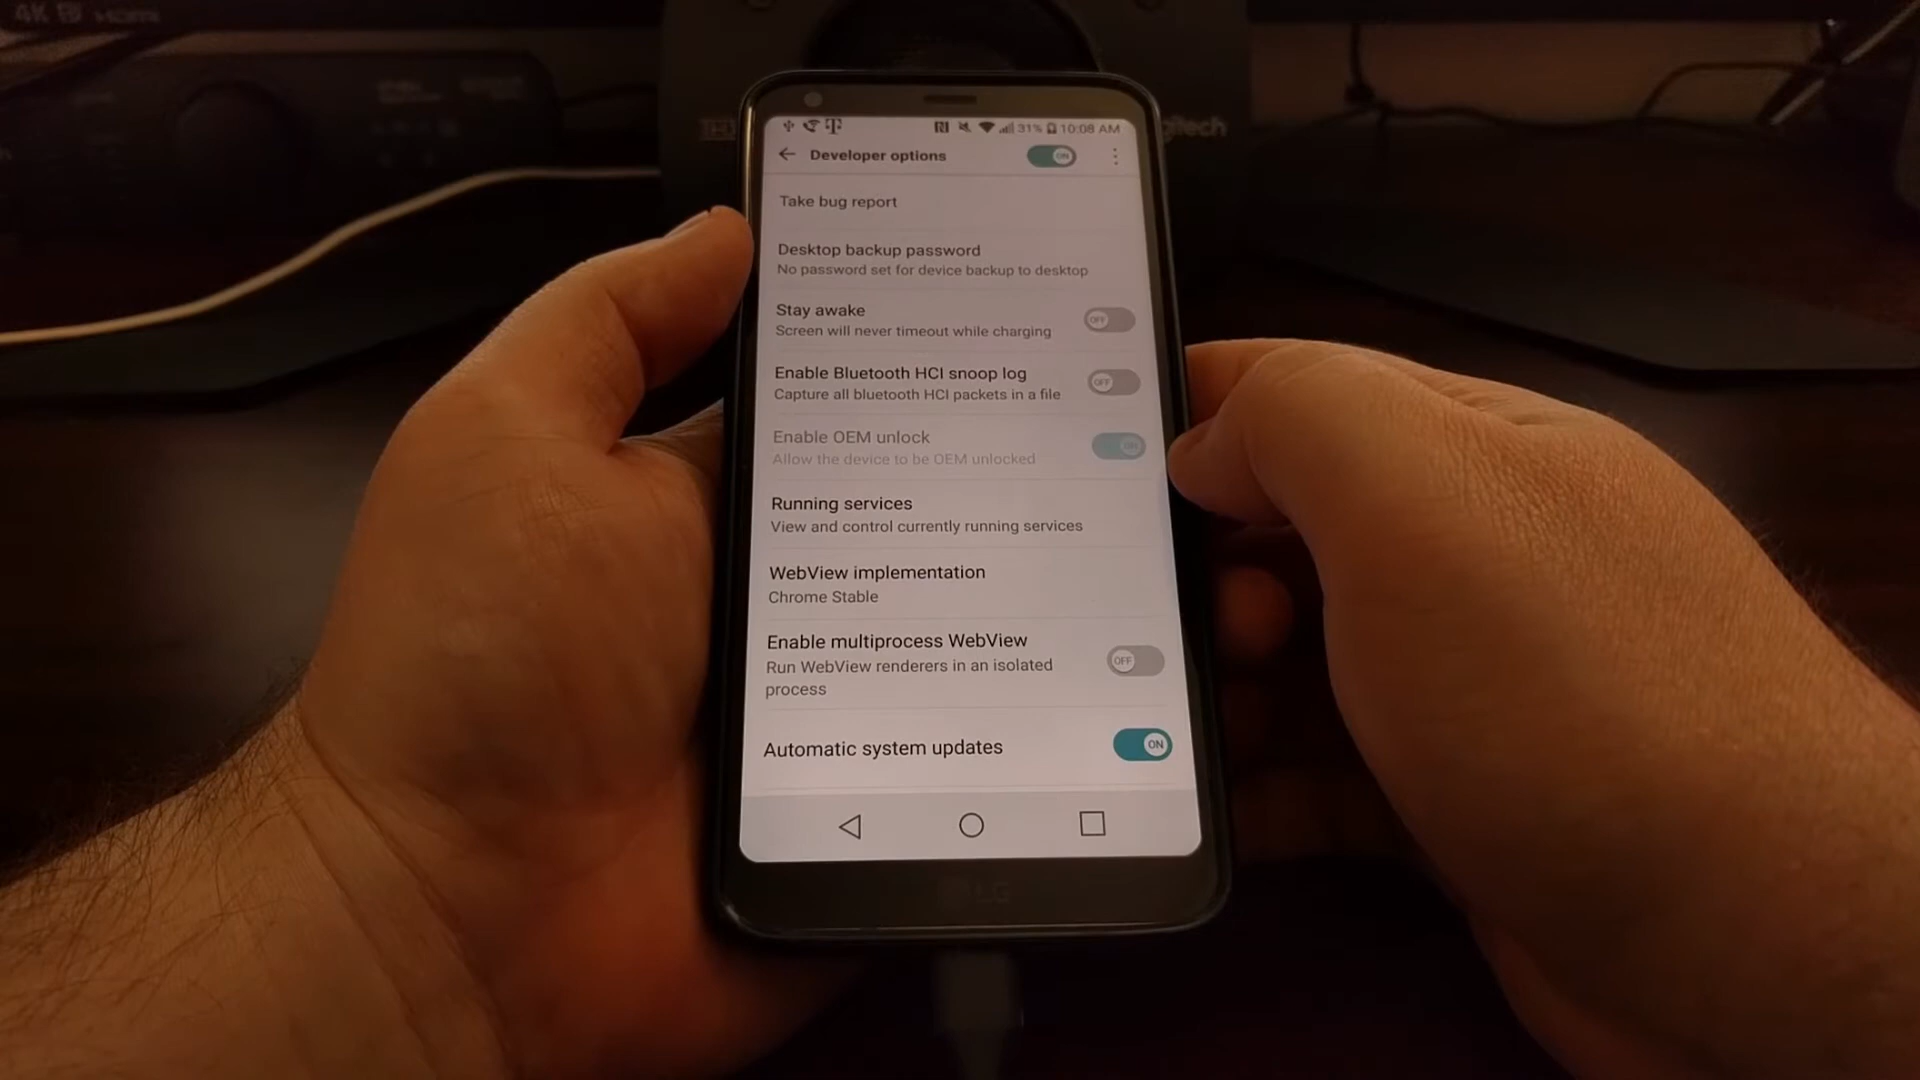 4K HDMI
31% 10:08 AM
Developer options
ON
Take bug report
Desktop backup password
No password set for device backup to desktop
Stay awake
Screen will never timeout while charging
OFF
Enable Bluetooth HCI snoop log
Capture all bluetooth HCI packets in a file
OFF
Enable OEM unlock
Allow the device to be OEM unlocked
ON
Running services
View and control currently running services
WebView implementation
Chrome Stable
Enable multiprocess WebView
Run WebView renderers in an isolated
process
OFF
Automatic system updates
ON
LG